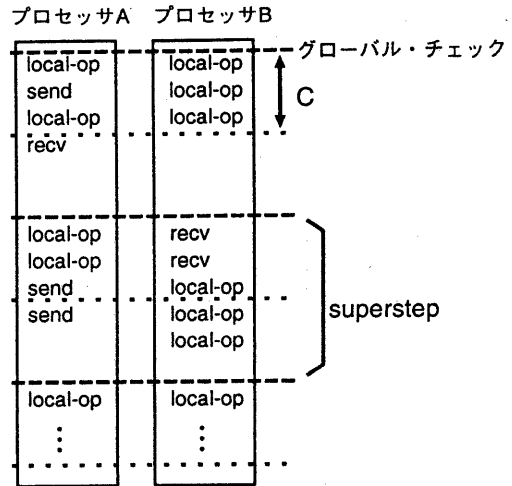 プロセッサA プロセッサB
グローバル・チェック
local-op local-op
send local-op
C
local-op local-op
recv
local-op recv
local-op recv
send local-op
send local-op
superstep
local-op
local-op local-op